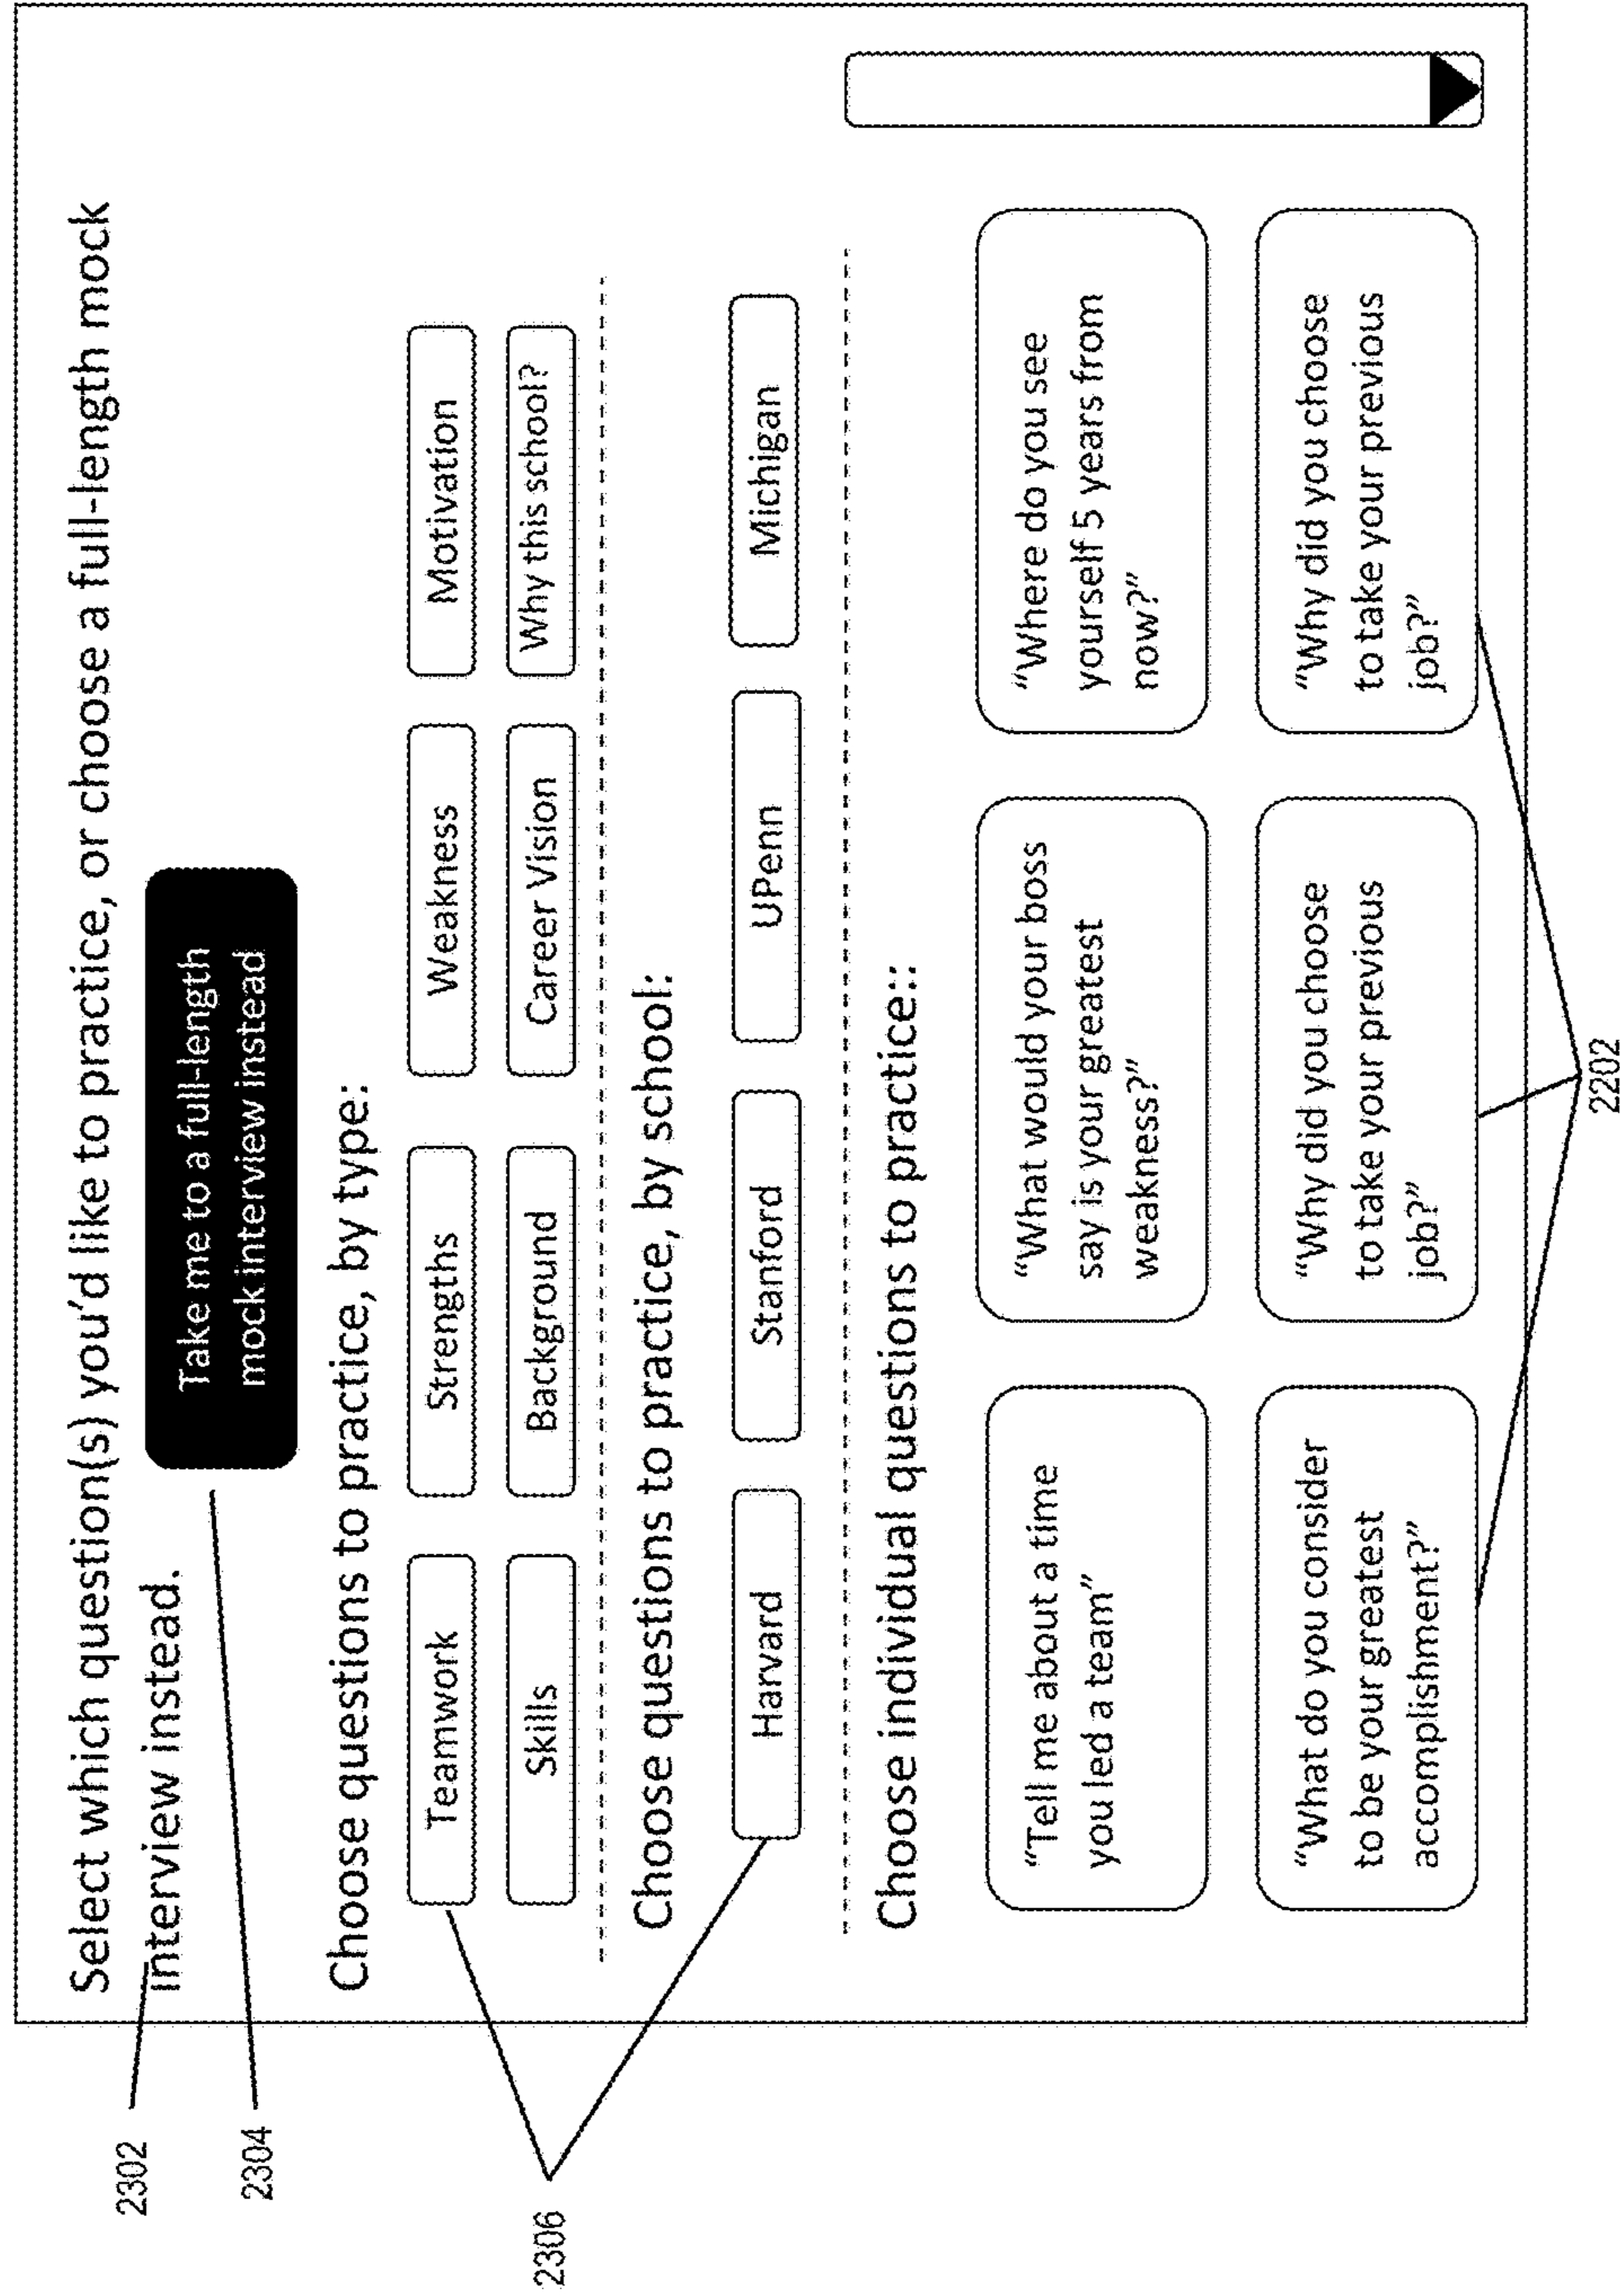 Select which question(s) you'd like to practice, or choose a full-length mock
interview instead.
Take me to a full-length
mock interview instead
Choose questions to practice, by type:
Teamwork
Strengths
Weakness
Motivation
Skills
Background
Career Vision
Why this school?
Choose questions to practice, by school:
Harvard
Stanford
UPenn
Michigan
Choose individual questions to practice::
“Tell me about a time
you led a team”
“What would your boss
say is your greatest
weakness?”
“Where do you see
yourself 5 years from
now?”
“What do you consider
to be your greatest
accomplishment?”
“Why did you choose
to take your previous
job?”
“Why did you choose
to take your previous
job?”
2302
2304
2306
2202